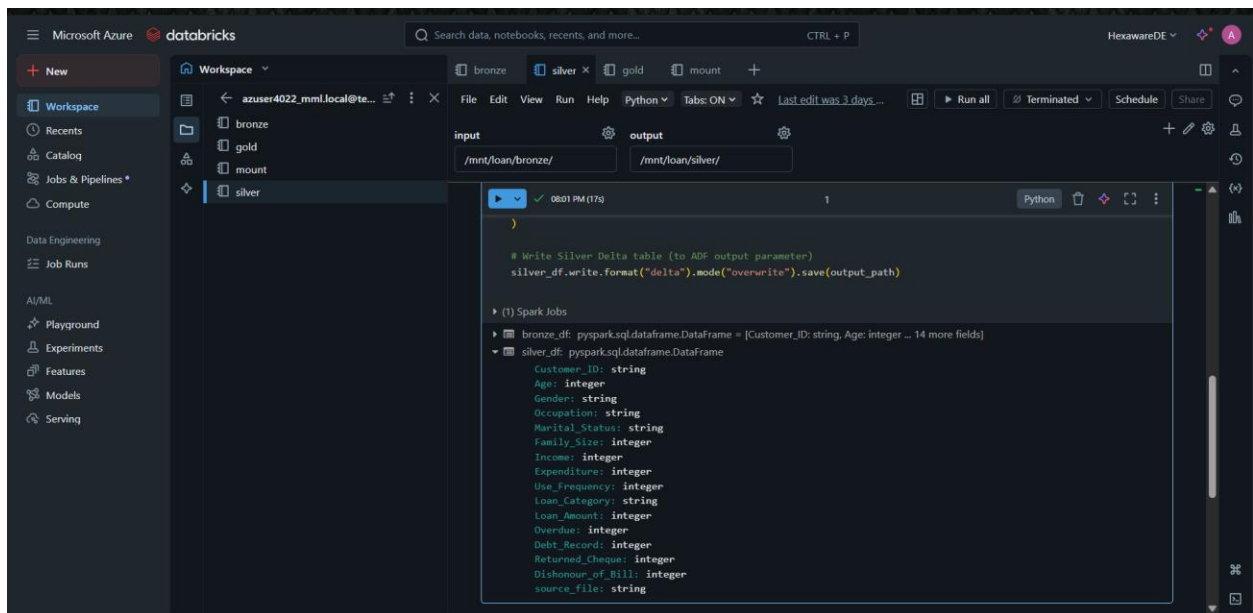 Microsoft Azure databricks Search data, notebooks, recents, and more... CTRL + P HexawareDE A
New
Workspace
Recents
Catalog
Jobs & Pipelines
Compute
Data Engineering
Job Runs
AI/ML
Playground
Experiments
Features
Models
Serving
Workspace
azuser4022_mml.local@te...
bronze
gold
mount
silver
bronze silver gold mount
File Edit View Run Help Python Tabs: ON Last edit was 3 days ... Run all Terminated Schedule Share
input output
/mnt/loan/bronze/ /mnt/loan/silver/
08:01 PM (17s) 1 Python
)
# Write Silver Delta table (to ADF output parameter)
silver_df.write.format("delta").mode("overwrite").save(output_path)
(1) Spark Jobs
bronze_df: pyspark.sql.dataframe.DataFrame = [Customer_ID: string, Age: integer ... 14 more fields]
silver_df: pyspark.sql.dataframe.DataFrame
Customer_ID: string
Age: integer
Gender: string
Occupation: string
Marital_Status: string
Family_Size: integer
Income: integer
Expenditure: integer
Use_Frequency: integer
Loan_Category: string
Loan_Amount: integer
Overdue: integer
Debt_Record: integer
Returned_Cheque: integer
Dishonour_of_Bill: integer
source_file: string